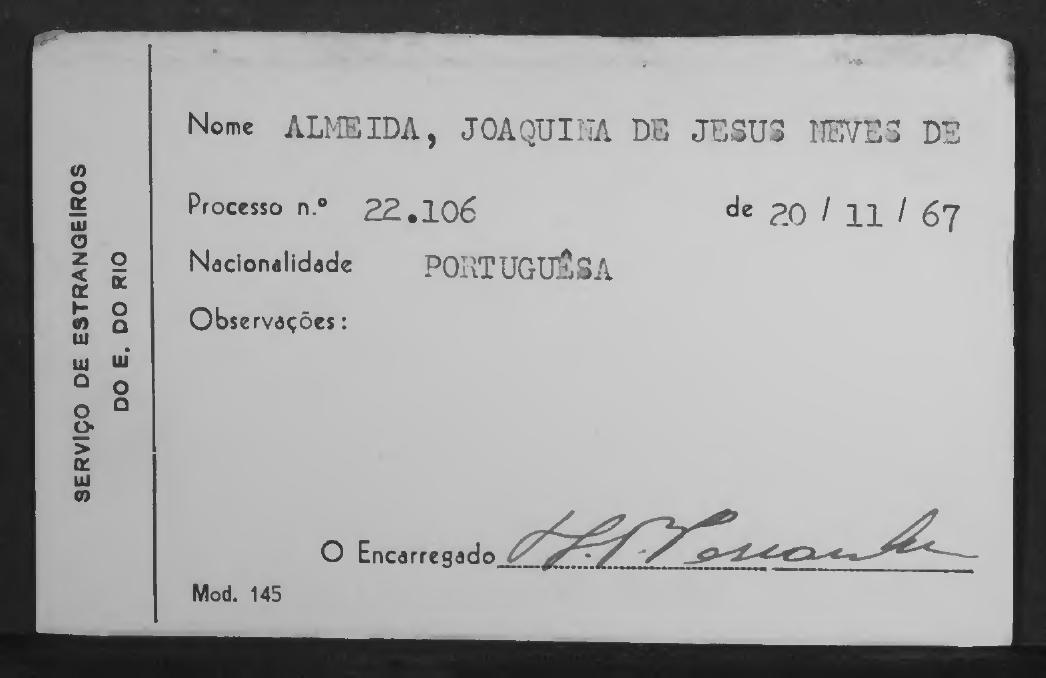 SERVIÇO DE ESTRANGEIROS
DO E. DO RIO
Nome ALMEIDA, JOAQUINA DE JESUS NEVES DE
Processo n.º 22.106 de 20 / 11 / 67
Nacionalidade PORTUGUÊSA
Observações:
O Encarregado
Mod. 145